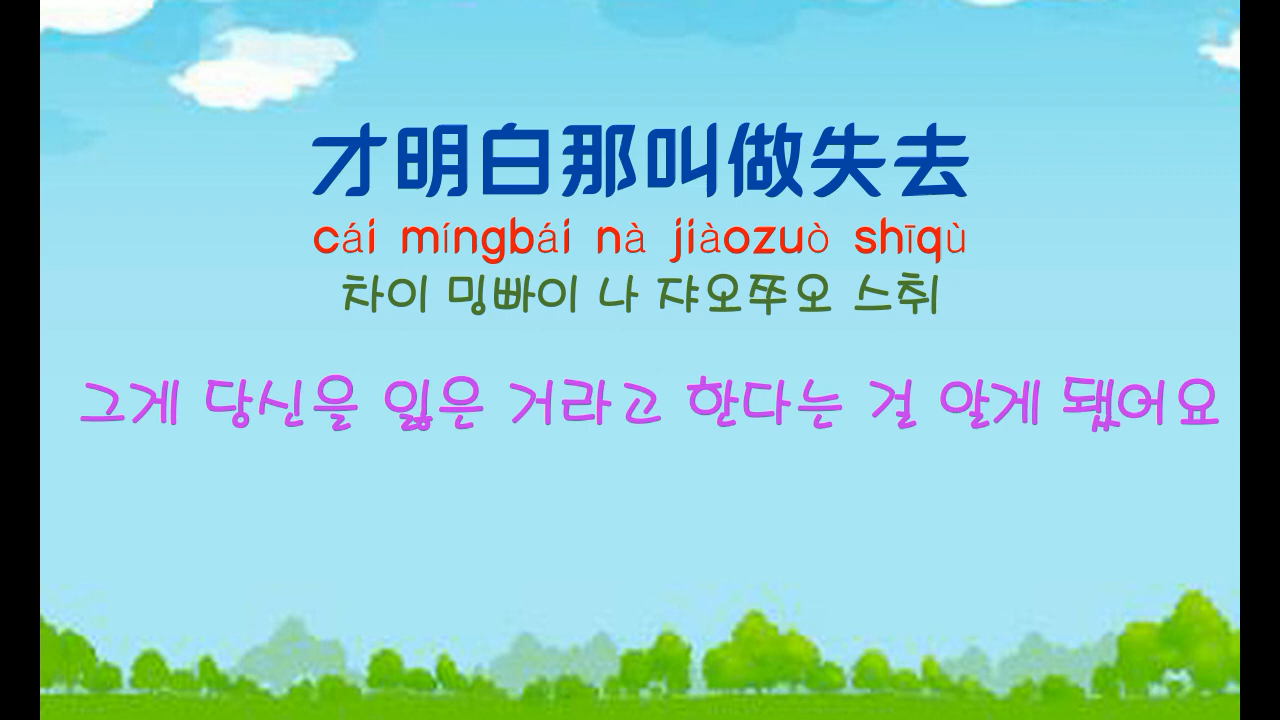 才明白那叫做失去
cái míngbái nà jiàozuò shīqù
차이 밍빠이 나 쟈오쭈오 스취
그게 당신을 잃은 거라고 한다는 걸 알게 됐어요